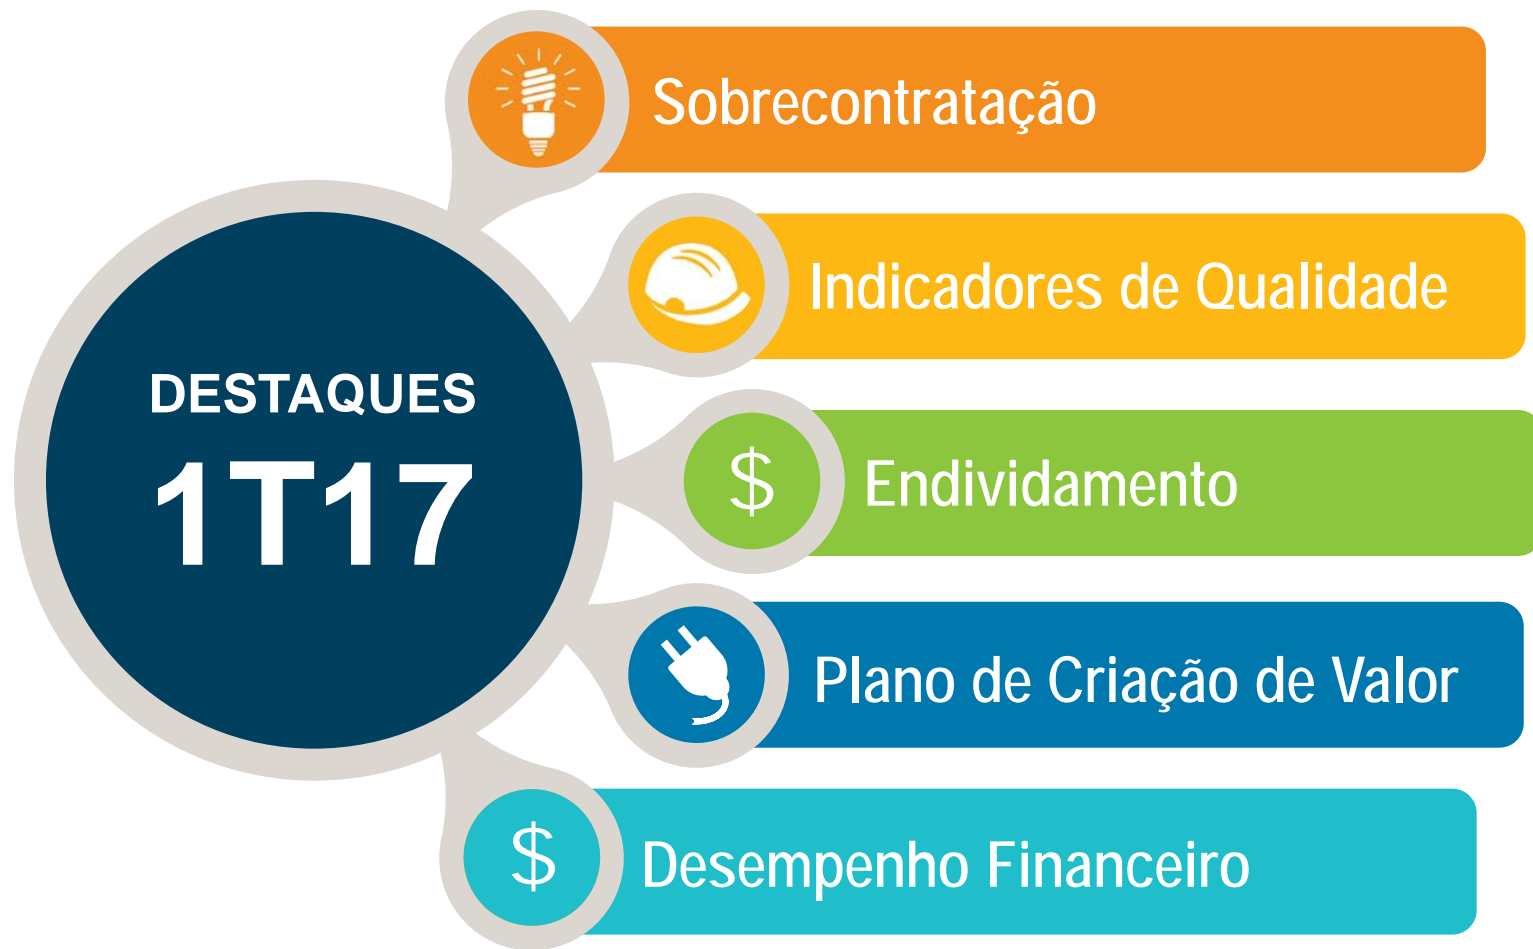 DESTAQUES
1T17
Sobrecontratação
Indicadores de Qualidade
$
Endividamento
Plano de Criação de Valor
$
Desempenho Financeiro